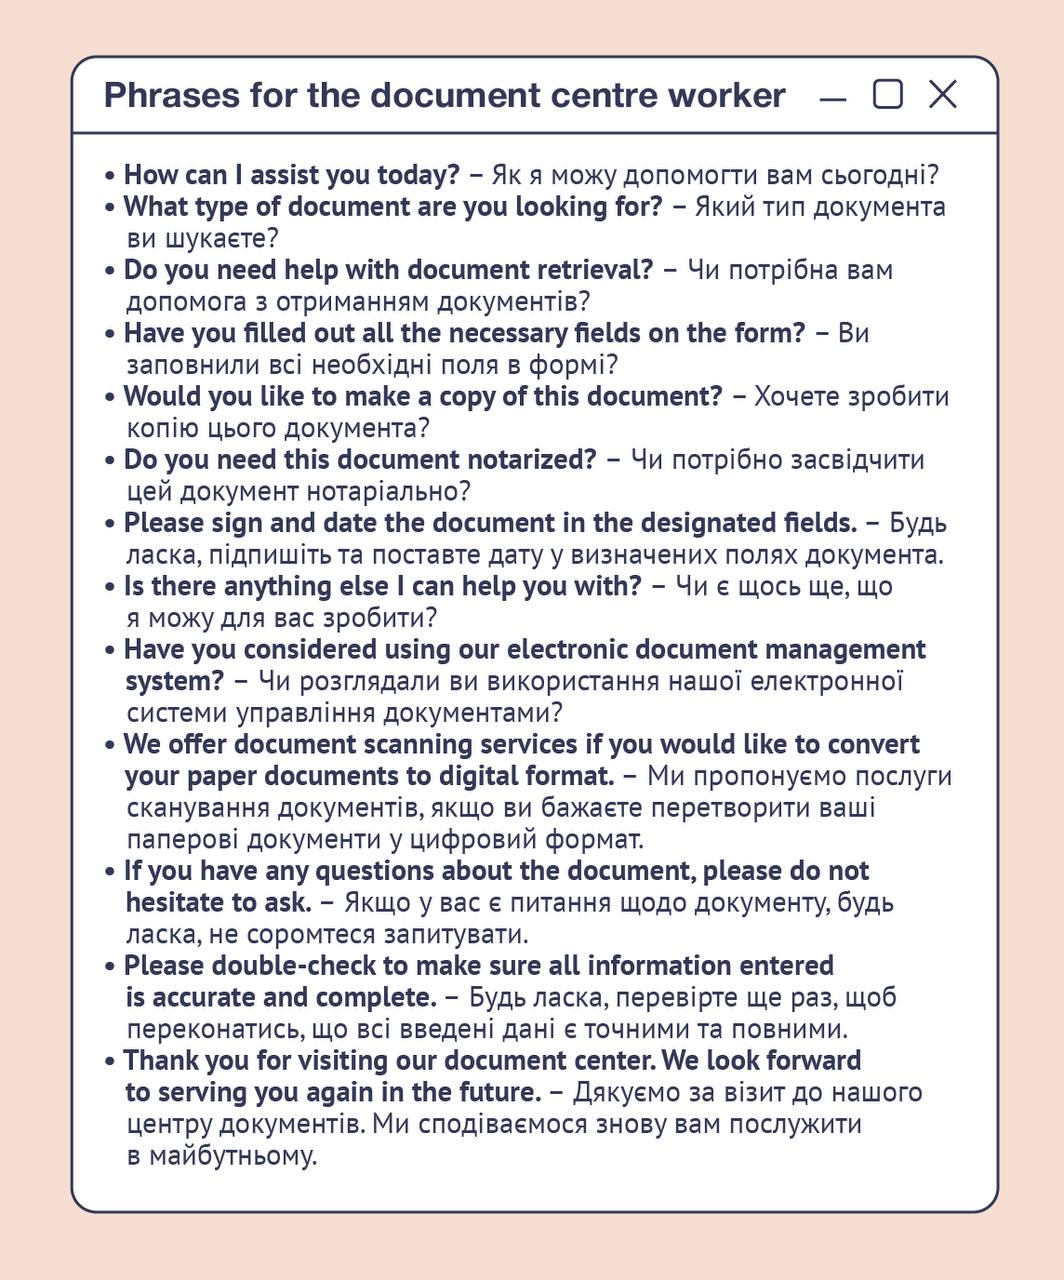 Phrases for the document centre worker
• How can I assist you today? – Як я можу допомогти вам сьогодні?
• What type of document are you looking for? – Який тип документа
ви шукаєте?
• Do you need help with document retrieval? – Чи потрібна вам
допомога з отриманням документів?
• Have you filled out all the necessary fields on the form? – Ви
заповнили всі необхідні поля в формі?
• Would you like to make a copy of this document? – Хочете зробити
копію цього документа?
• Do you need this document notarized? – Чи потрібно засвідчити
цей документ нотаріально?
• Please sign and date the document in the designated fields. – Будь
ласка, підпишіть та поставте дату у визначених полях документа.
• Is there anything else I can help you with? – Чи є щось ще, що
я можу для вас зробити?
• Have you considered using our electronic document management
system? – Чи розглядали ви використання нашої електронної
системи управління документами?
• We offer document scanning services if you would like to convert
your paper documents to digital format. – Ми пропонуємо послуги
сканування документів, якщо ви бажаєте перетворити ваші
паперові документи у цифровий формат.
• If you have any questions about the document, please do not
hesitate to ask. – Якщо у вас є питання щодо документу, будь
ласка, не соромтеся запитувати.
• Please double-check to make sure all information entered
is accurate and complete. – Будь ласка, перевірте ще раз, щоб
переконатись, що всі введені дані є точними та повними.
• Thank you for visiting our document center. We look forward
to serving you again in the future. – Дякуємо за візит до нашого
центру документів. Ми сподіваємося знову вам послужити
в майбутньому.